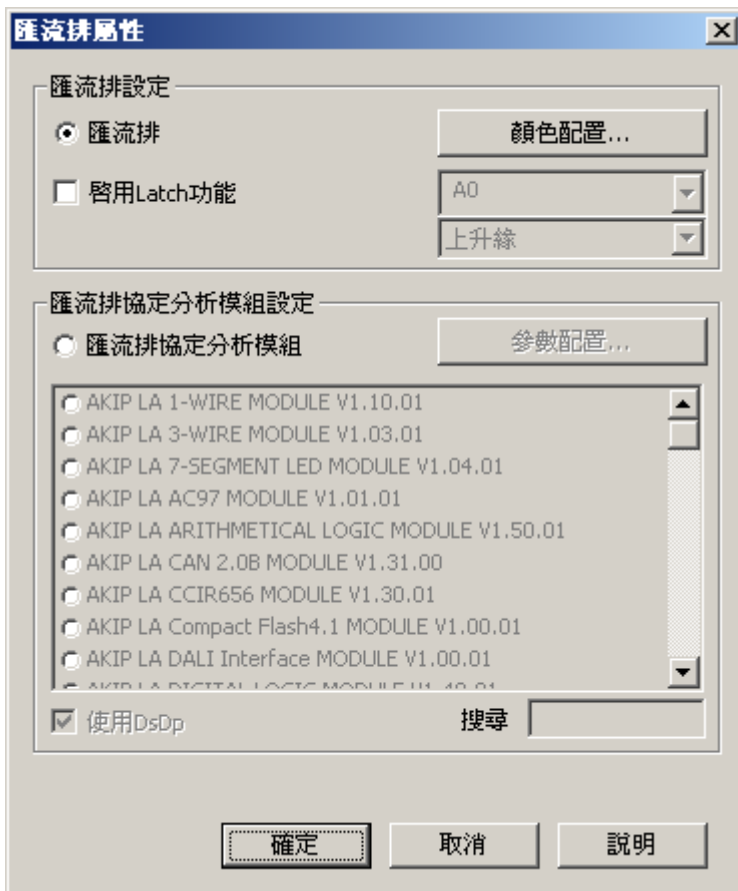 匯流排屬性
匯流排設定
匯流排
顏色配置...
啓用Latch功能
A0
上升緣
匯流排協定分析模組設定
匯流排協定分析模組
參數配置...
AKIP LA 1-WIRE MODULE V1.10.01
AKIP LA 3-WIRE MODULE V1.03.01
AKIP LA 7-SEGMENT LED MODULE V1.04.01
AKIP LA AC97 MODULE V1.01.01
AKIP LA ARITHMETICAL LOGIC MODULE V1.50.01
AKIP LA CAN 2.0B MODULE V1.31.00
AKIP LA CCIR656 MODULE V1.30.01
AKIP LA Compact Flash4.1 MODULE V1.00.01
AKIP LA DALI Interface MODULE V1.00.01
AKIP LA DIGITAL LOGIC MODULE
使用DsDp
搜尋
確定
取消
說明